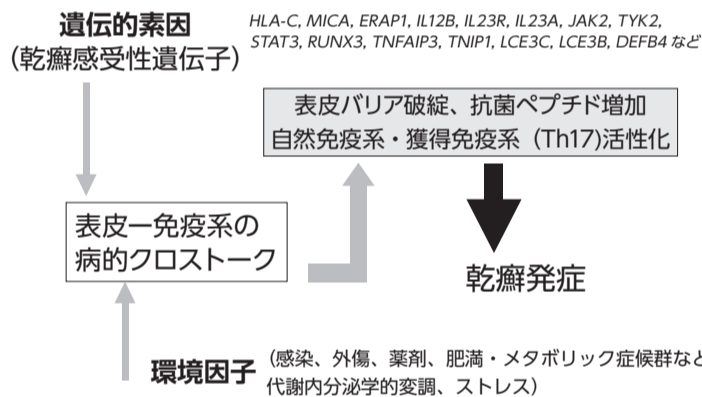 遺伝的素因
(乾癬感受性遺伝子)
HLA-C, MICA, ERAP1, IL12B, IL23R, IL23A, JAK2, TYK2,
STAT3, RUNX3, TNFAIP3, TNIP1, LCE3C, LCE3B, DEFB4 など
表皮バリア破綻、抗菌ペプチド増加
自然免疫系・獲得免疫系 (Th17)活性化
表皮ー免疫系の
病的クロストーク
乾癬発症
環境因子
(感染、外傷、薬剤、肥満・メタボリック症候群など
代謝内分泌学的変調、ストレス)